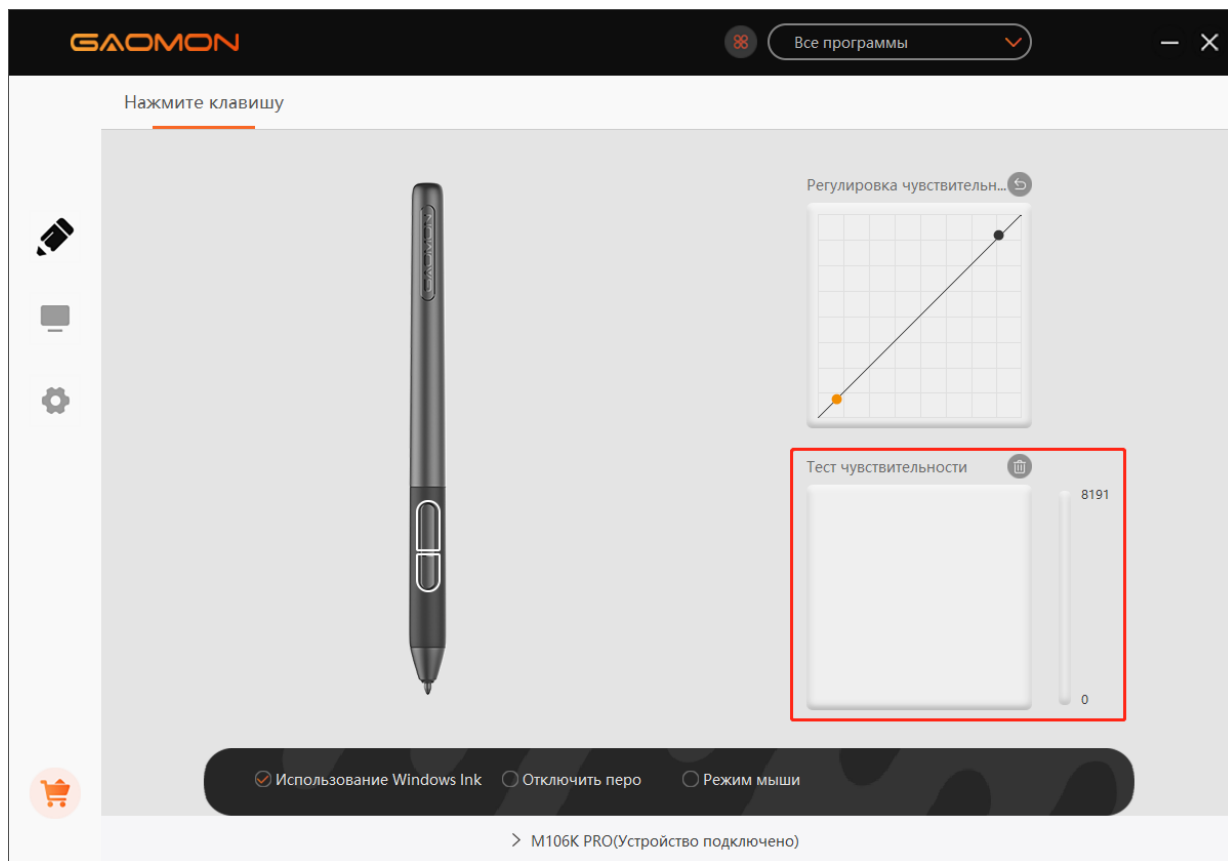 GAOMON
Все программы
Нажмите клавишу
Регулировка чувствительн...
GAOMON
Тест чувствительности
8191
0
Использование Windows Ink
Отключить перо
Режим мыши
M106K PRO(Устройство подключено)